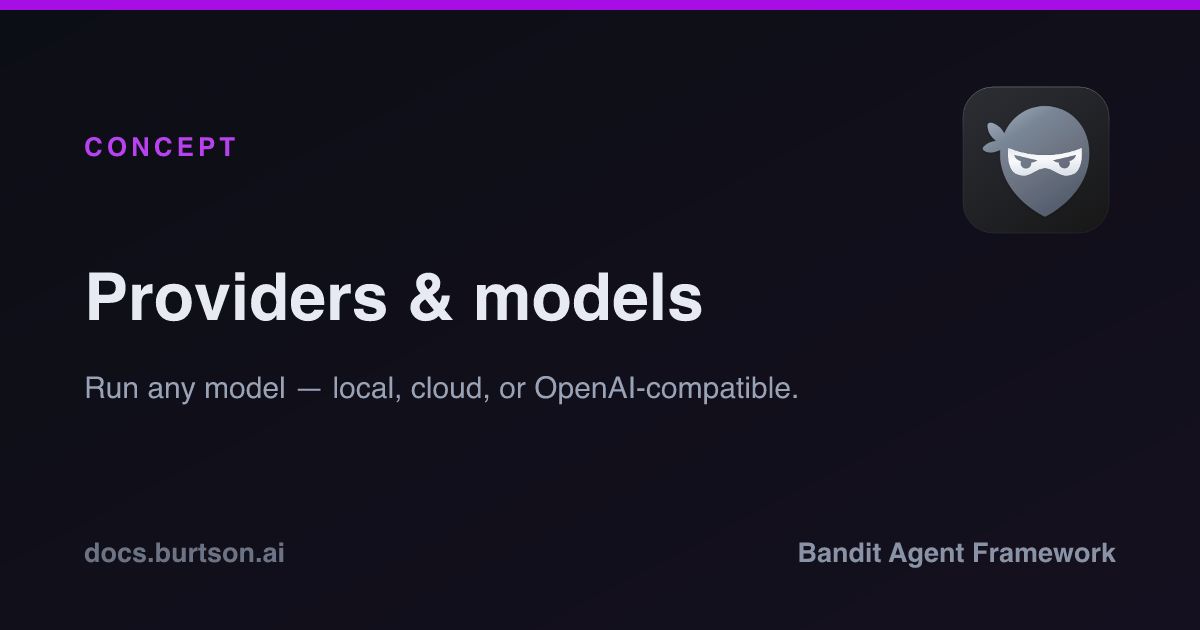 CONCEPT
Providers & models
Run any model — local, cloud, or OpenAI-compatible.
docs.burtson.ai
Bandit Agent Framework